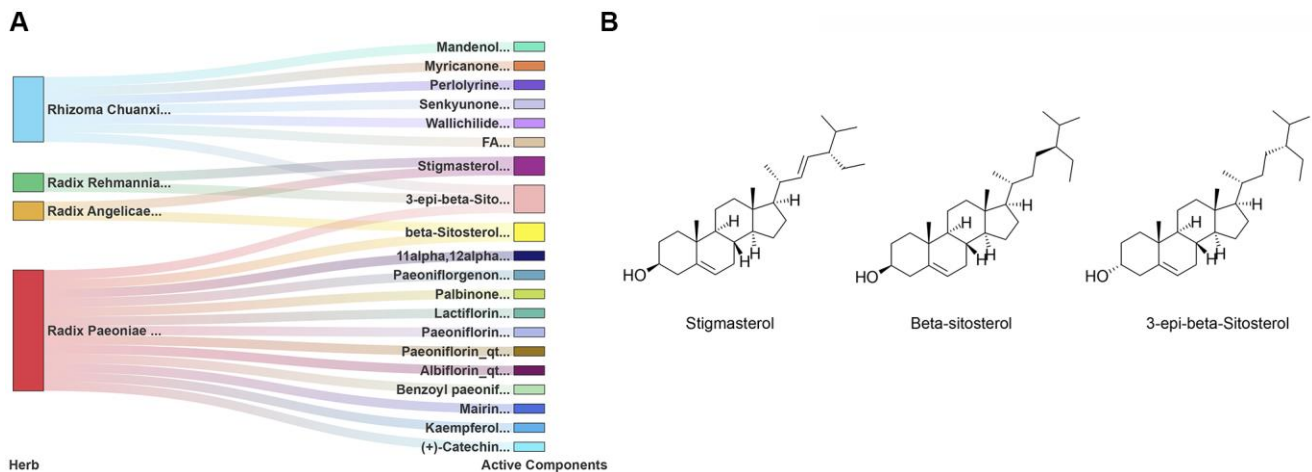 A
B
Mandenol...
Myricanone...
Perlolyrine...
Rhizoma Chuanxi...
Senkyunone...
Wallichilide...
FA...
Stigmasterol...
Radix Rehmannia...
3-epi-beta-Sito...
Radix Angelicae...
beta-Sitosterol...
11alpha,12alpha...
Paeoniflorgenon...
Palbinone...
Lactiflorin...
Radix Paeoniae ...
Paeoniflorin...
Paeoniflorin_qt...
Albiflorin_qt...
Benzoyl paeonif...
Mairin...
Kaempferol...
(+)-Catechin...
Herb
Active Components
H
H
H
HO
Stigmasterol
H
H
H
HO
Beta-sitosterol
H
H
H
HO
3-epi-beta-Sitosterol